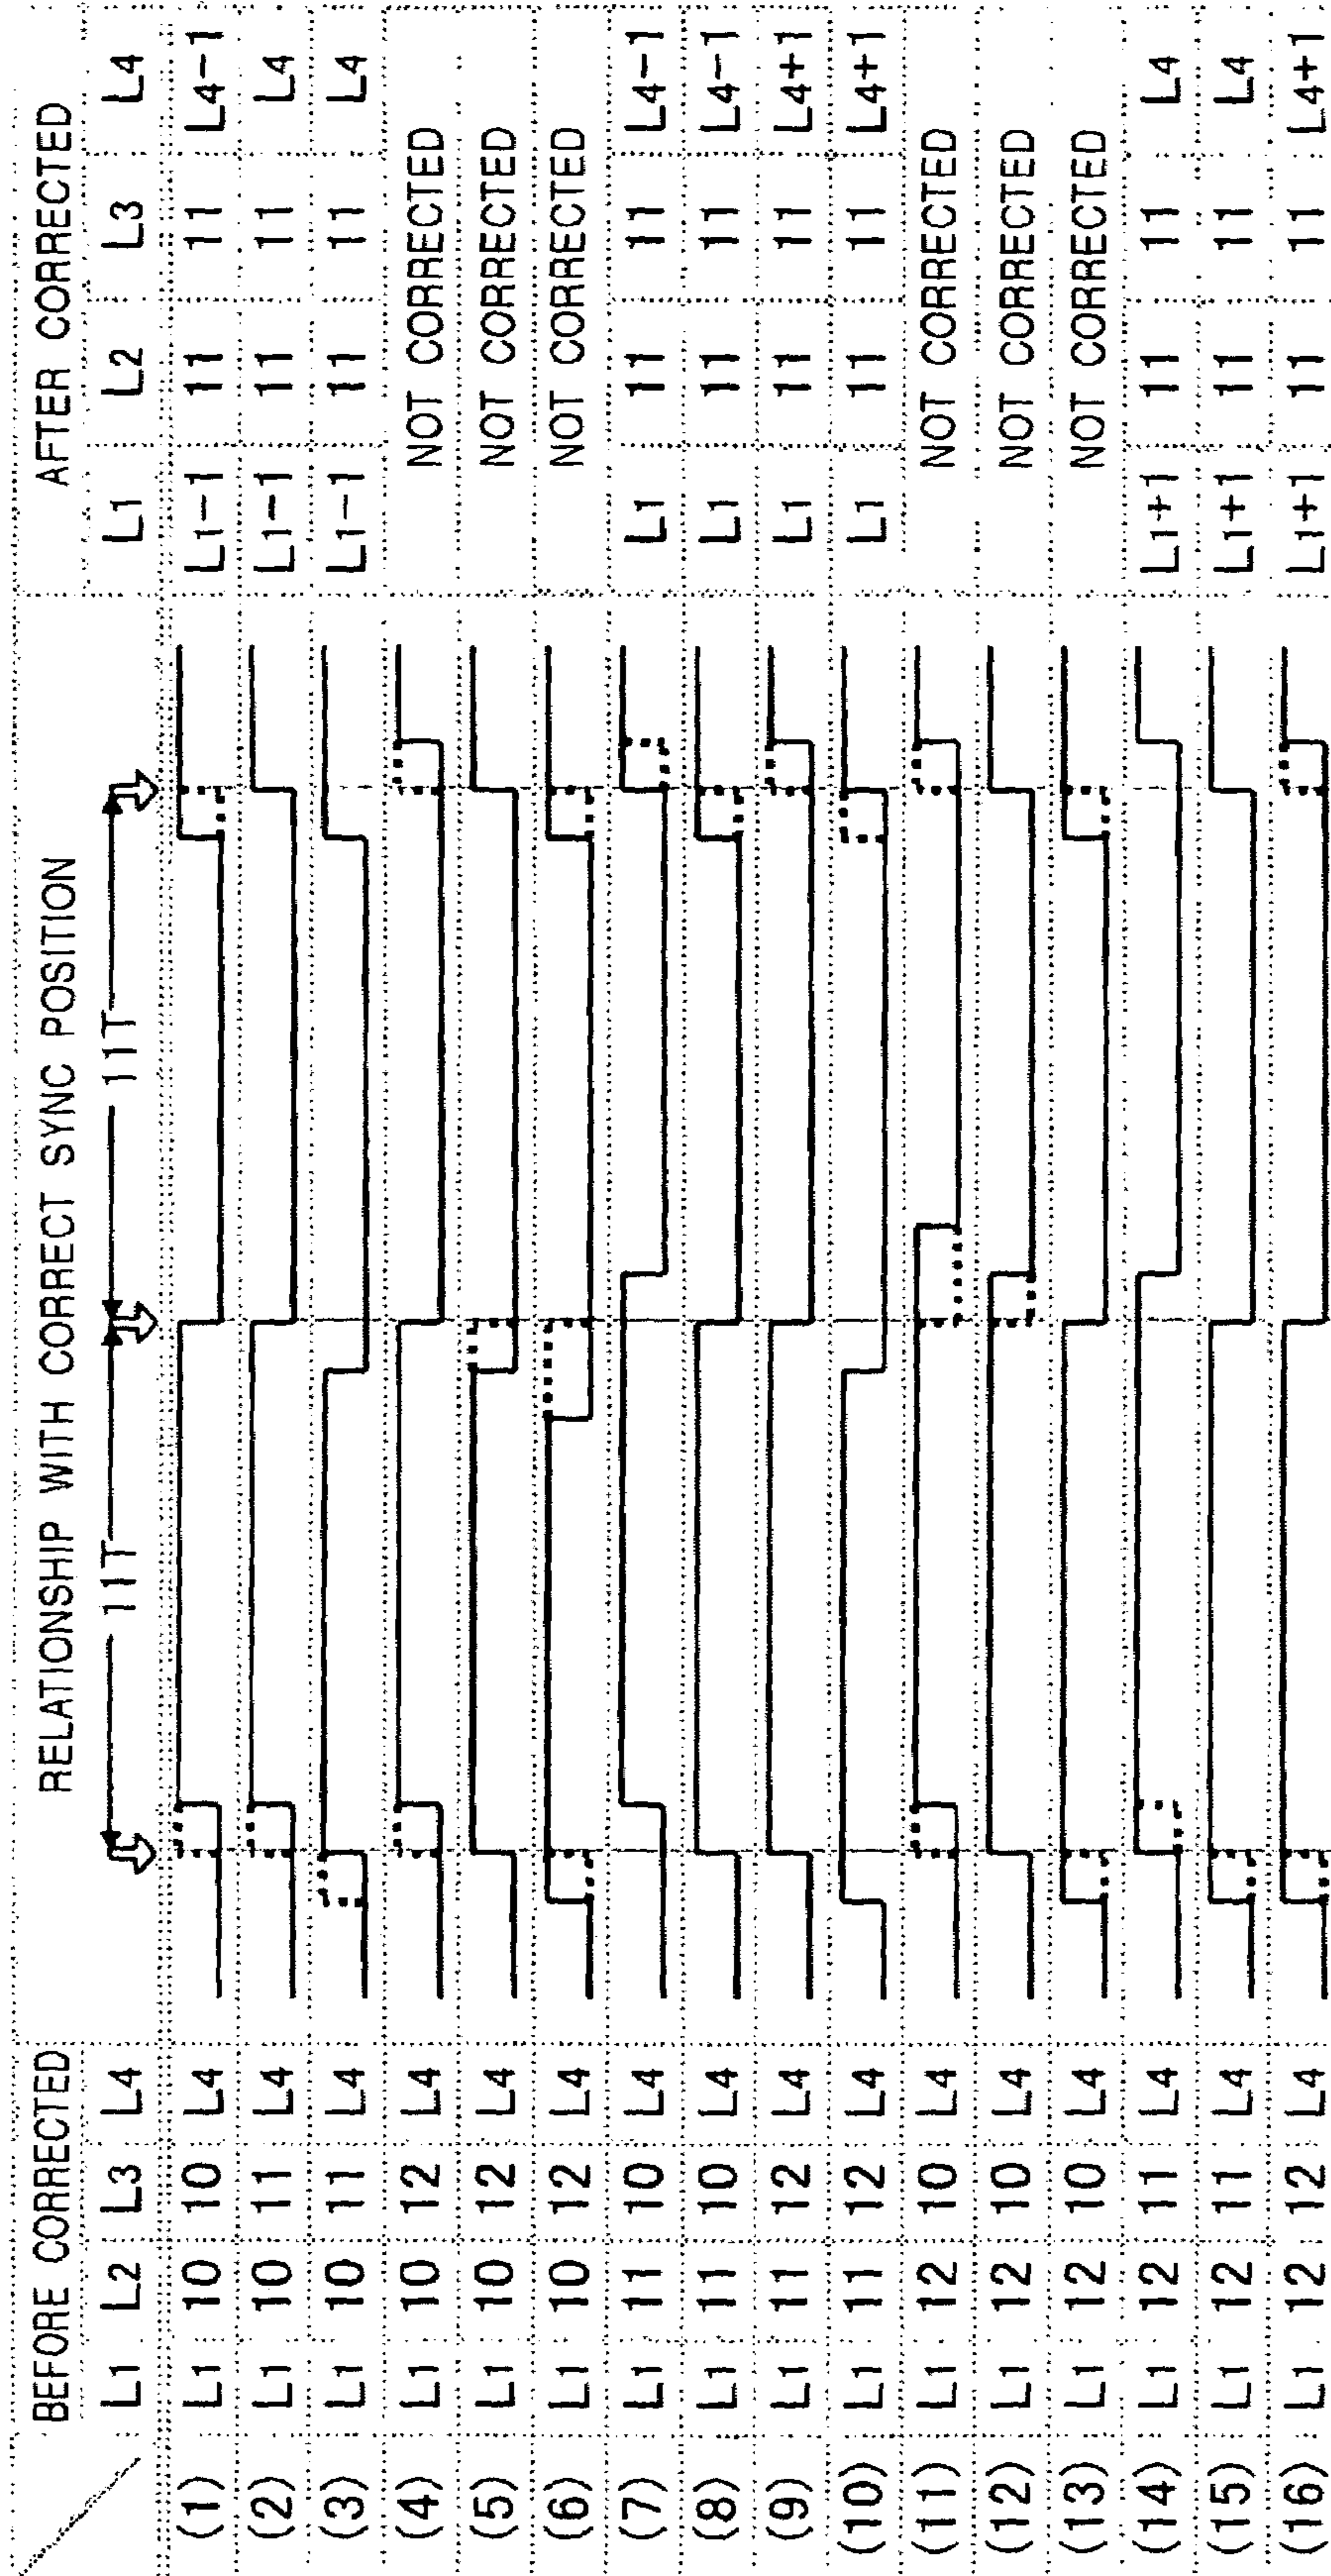 BEFORE CORRECTED RELATIONSHIP WITH CORRECT SYNC POSITION AFTER CORRECTED
L1 L2 L3 L4 11T 11T L1 L2 L3 L4
(1) L1 10 10 L4 L1-1 11 11 L4-1
(2) L1 10 11 L4 L1-1 11 11 L4
(3) L1 10 11 L4 L1-1 11 11 L4
(4) L1 10 12 L4 NOT CORRECTED
(5) L1 10 12 L4 NOT CORRECTED
(6) L1 10 12 L4 NOT CORRECTED
(7) L1 11 10 L4 L1 11 11 L4-1
(8) L1 11 10 L4 L1 11 11 L4-1
(9) L1 11 12 L4 L1 11 11 L4+1
(10) L1 11 12 L4 L1 11 11 L4+1
(11) L1 12 10 L4 NOT CORRECTED
(12) L1 12 10 L4 NOT CORRECTED
(13) L1 12 10 L4 NOT CORRECTED
(14) L1 12 11 L4 L1+1 11 11 L4
(15) L1 12 11 L4 L1+1 11 11 L4
(16) L1 12 12 L4 L1+1 11 11 L4+1